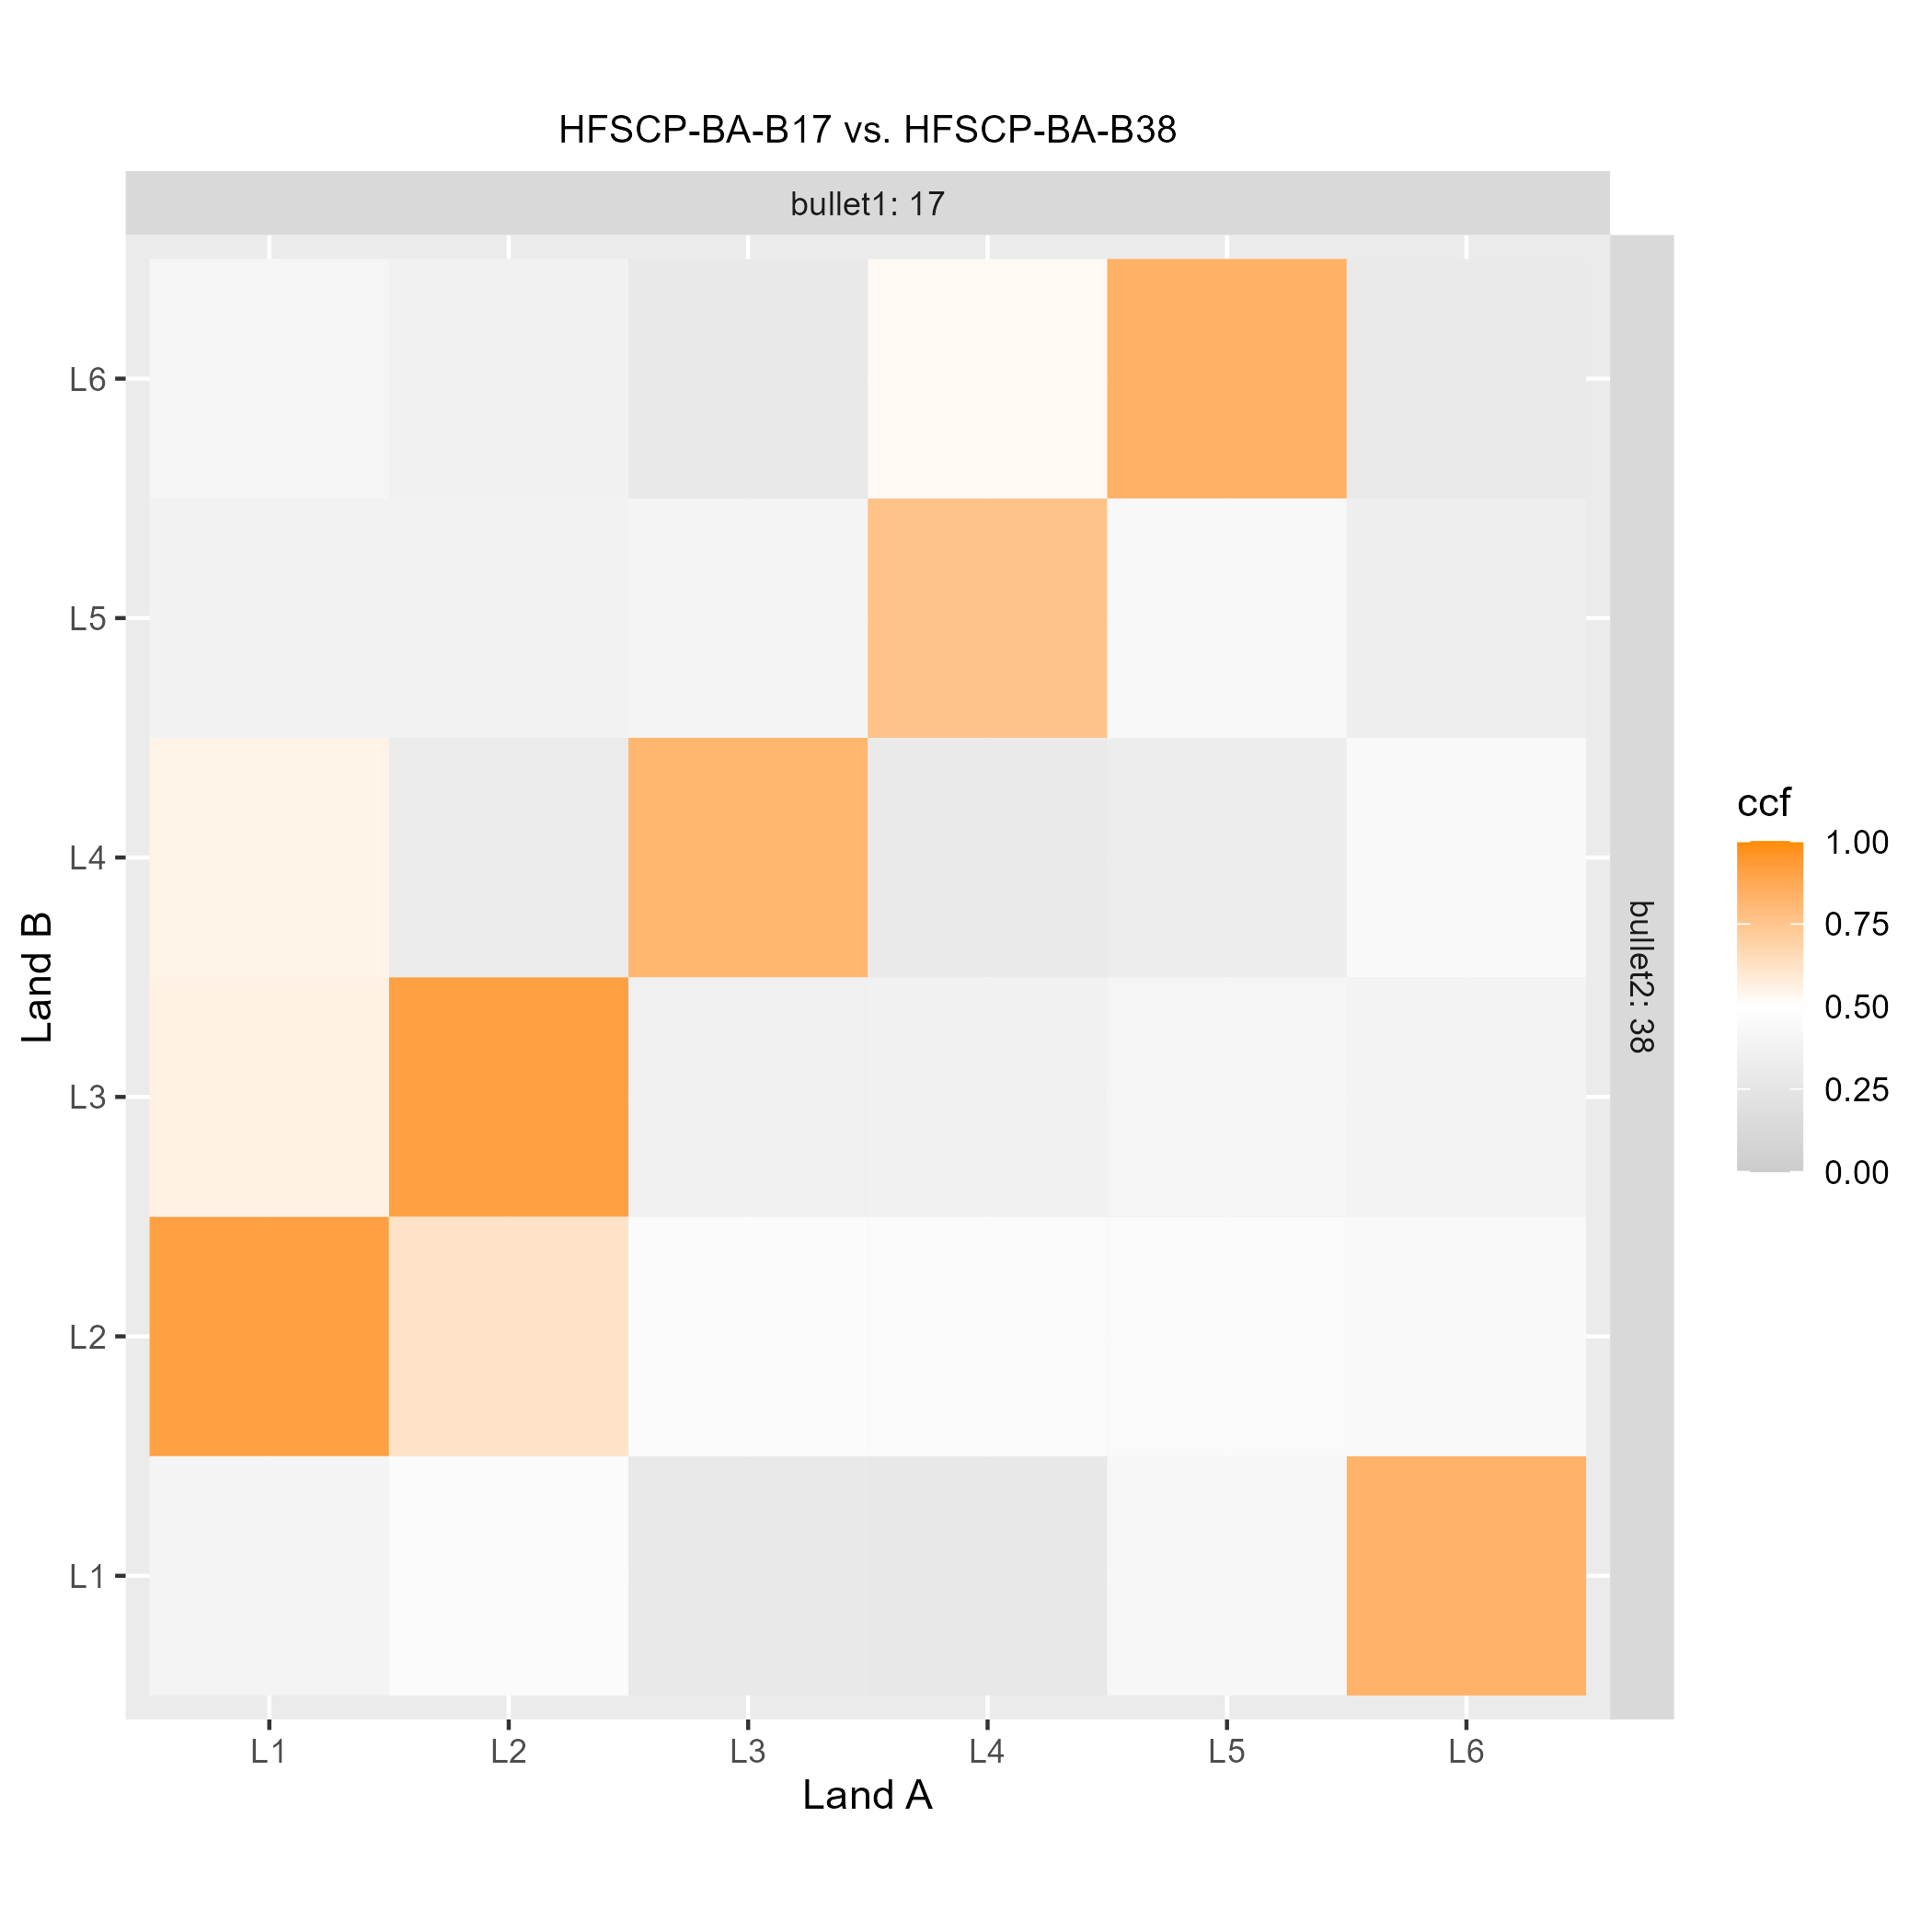 HFSCP-BA-B17 vs. HFSCP-BA-B38
bullet1: 17
L6
L5
L4
L3
L2
L1
Land B
bullet2: 38
L1 L2 L3 L4 L5 L6
Land A
ccf
1.00
0.75
0.50
0.25
0.00